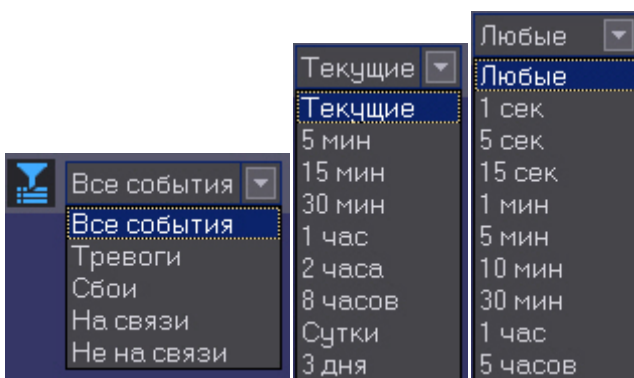 Все события
Все события
Тревоги
Сбои
На связи
Не на связи
Текущие
Текущие
5 мин
15 мин
30 мин
1 час
2 часа
8 часов
Сутки
3 дня
Любые
Любые
1 сек
5 сек
15 сек
1 мин
5 мин
10 мин
30 мин
1 час
5 часов